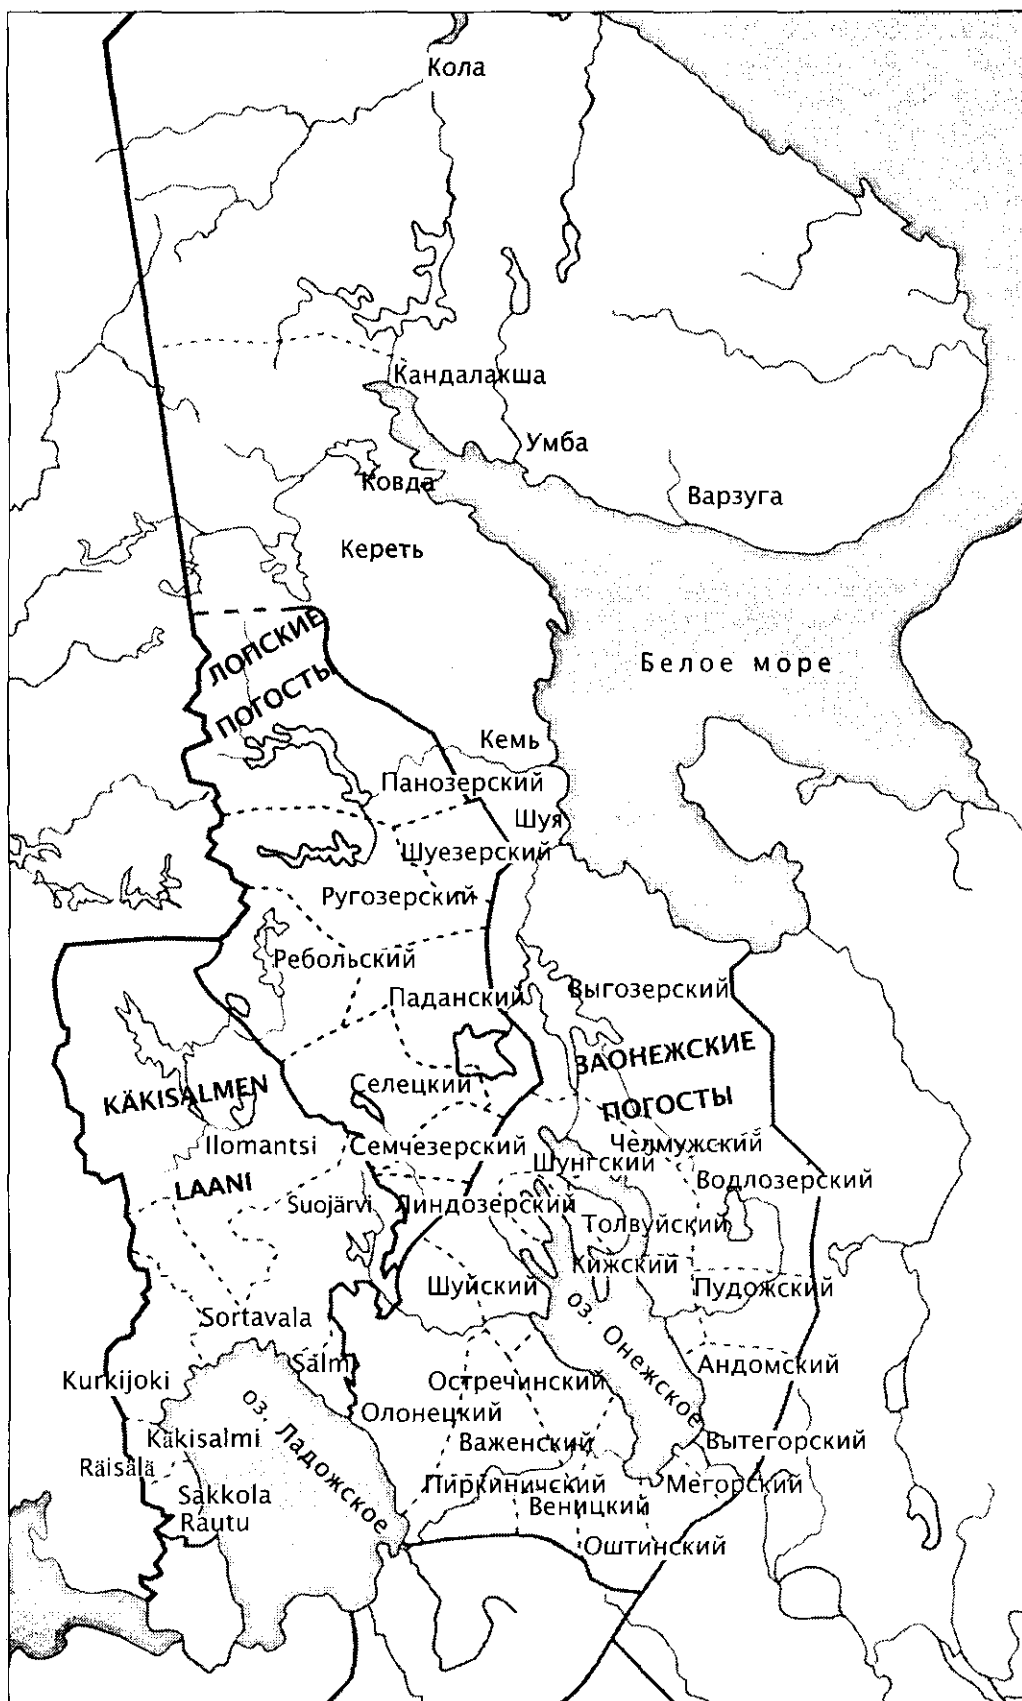 Кола
Кандалакша
Умба
Ковда
Варзуга
Кереть
ЛОПСКИЕ
ПОГОСТЫ
Белое море
Кемь
Панозерский
Шуя
Шуезерский
Ругозерский
Ребольский
Паданский
Выгозерский
ЗАОНЕЖСКИЕ
ПОГОСТЫ
KÄKISALMEN
LAANI
Селецкий
Ilomantsi
Семчезерский
Челмужский
Шунгский
Водлозерский
Suojärvi
Линдозерский
Толвуйский
Кижский
Шуйский
Пудожский
оз. Онежское
Sortavala
Salmi
Андомский
Kurkijoki
Остречинский
оз. Ладожское
Олонецкий
Käkisalmi
Важенский
Вытегорский
Räisälä
Пиркиничский
Мегорский
Sakkola
Веницкий
Rautu
Оштинский